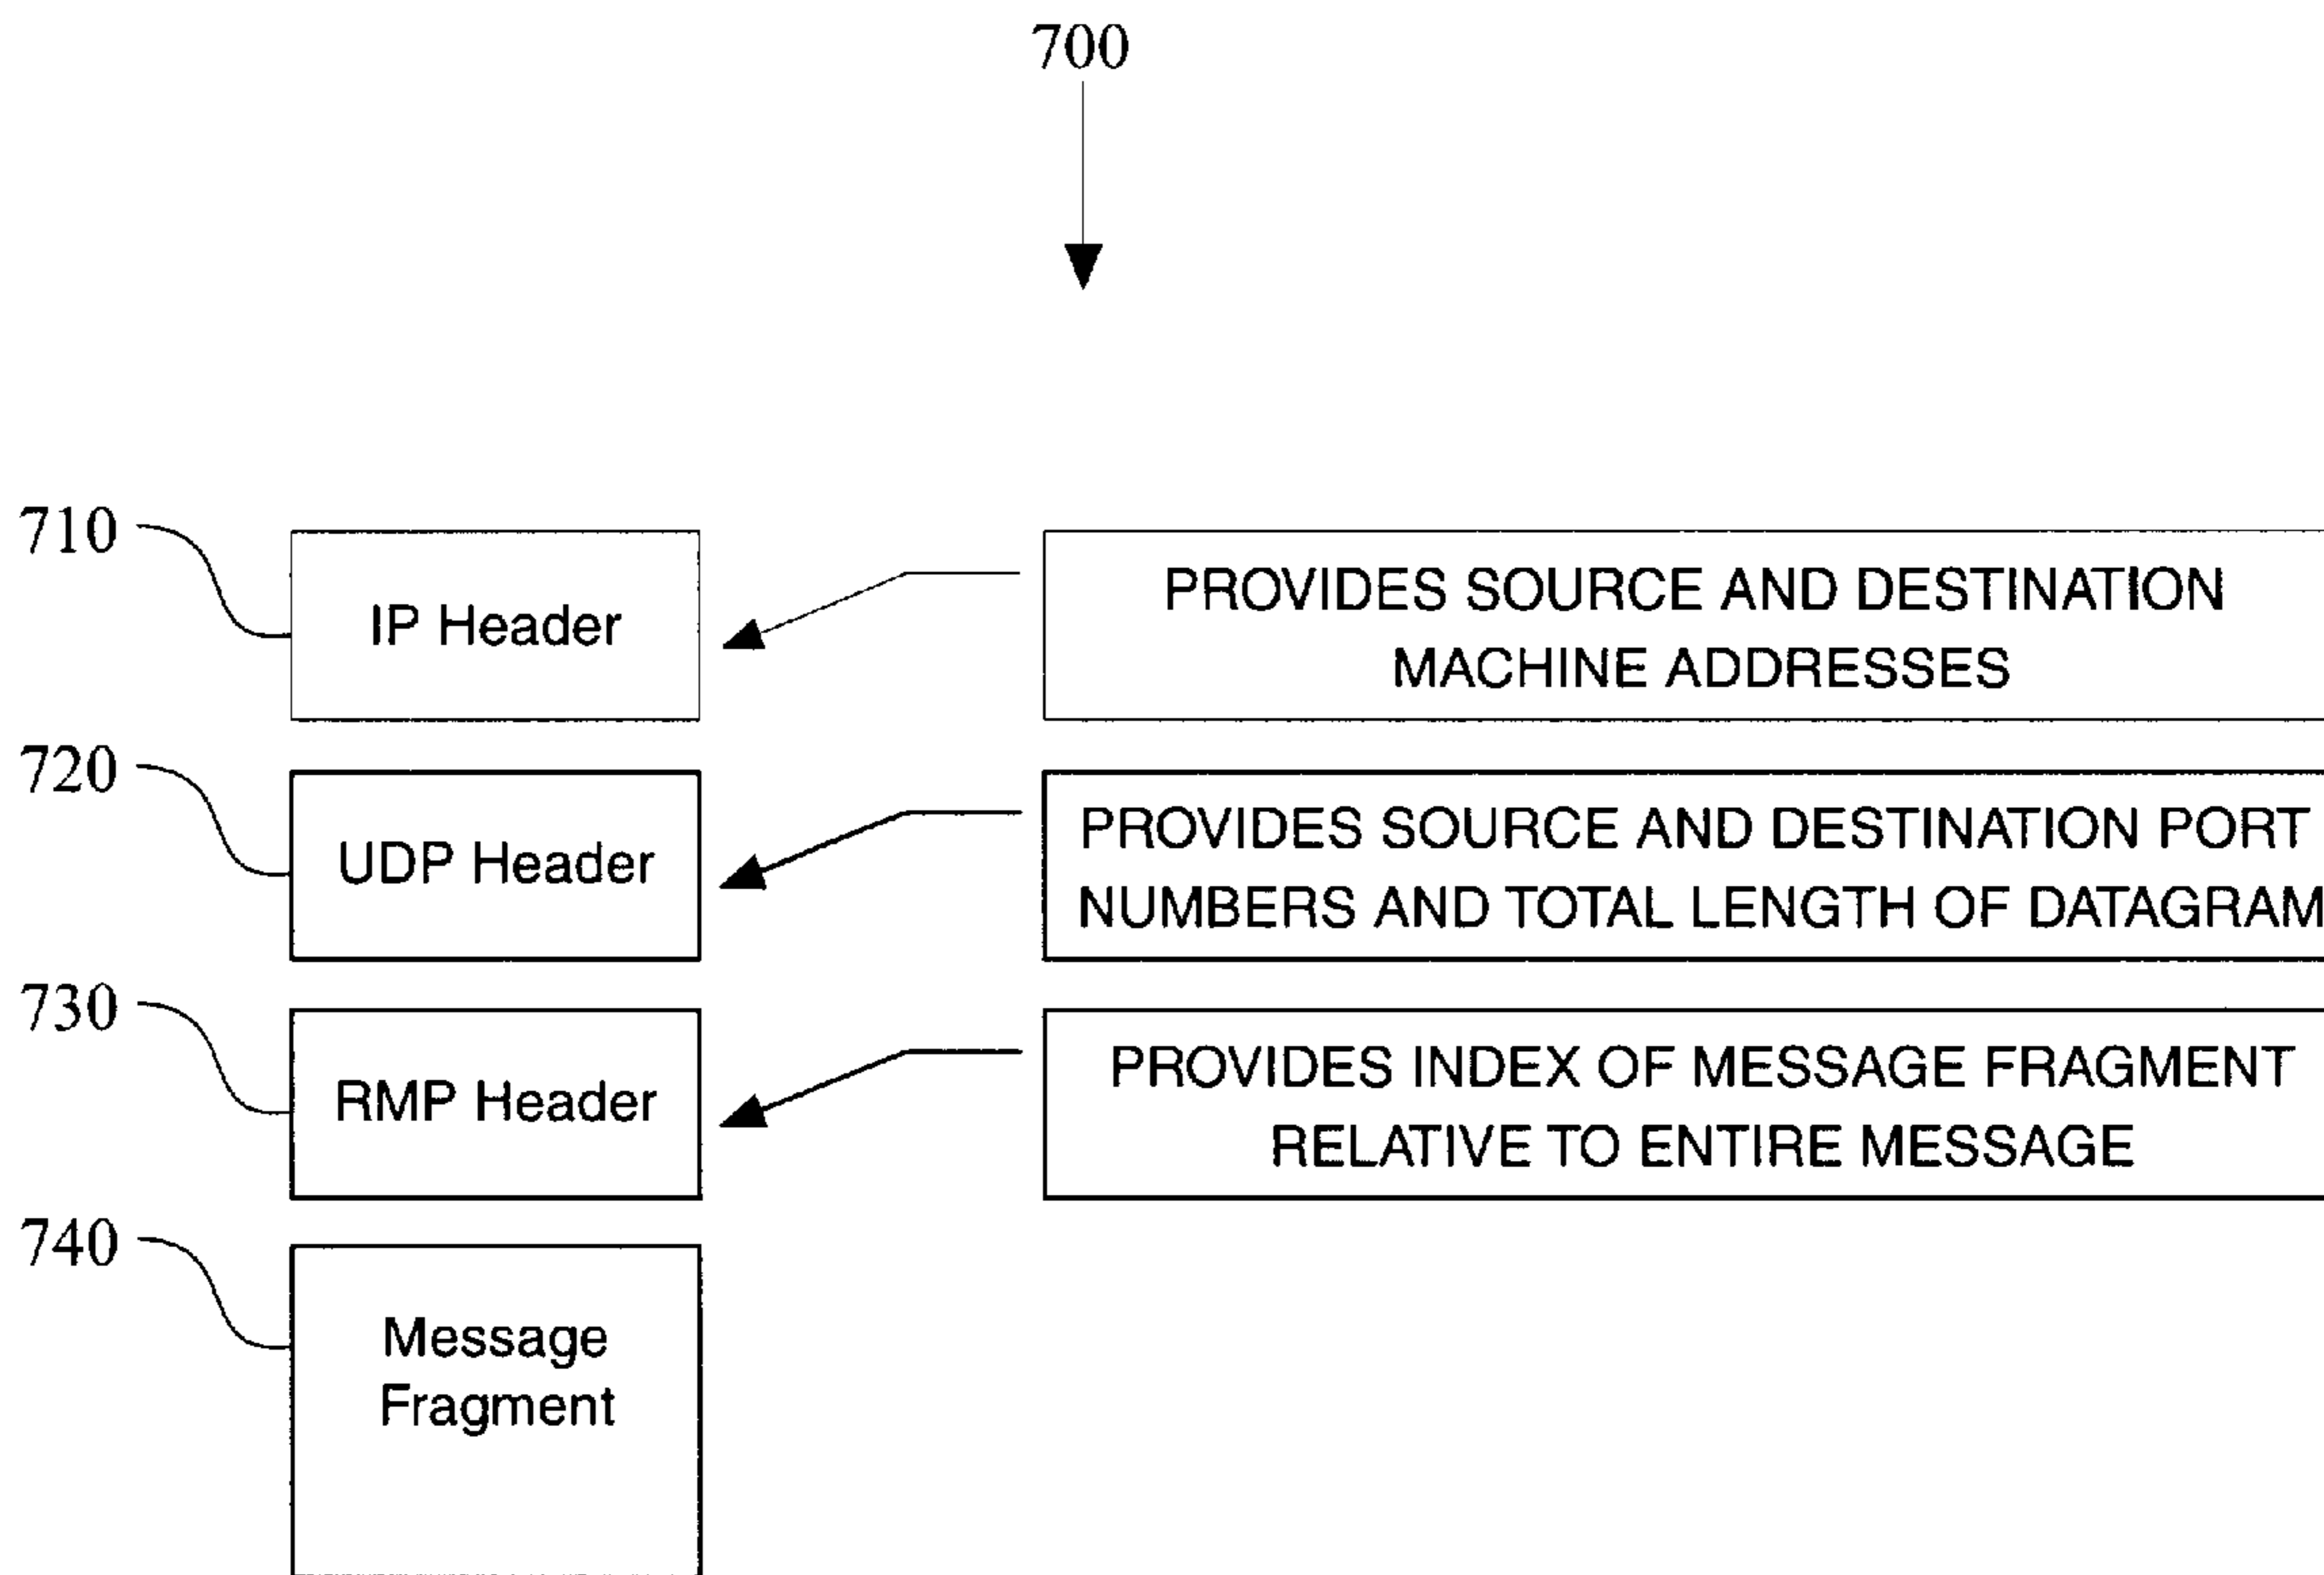 700
710
IP Header
PROVIDES SOURCE AND DESTINATION
MACHINE ADDRESSES
720
UDP Header
PROVIDES SOURCE AND DESTINATION PORT
NUMBERS AND TOTAL LENGTH OF DATAGRAM
730
RMP Header
PROVIDES INDEX OF MESSAGE FRAGMENT
RELATIVE TO ENTIRE MESSAGE
740
Message
Fragment